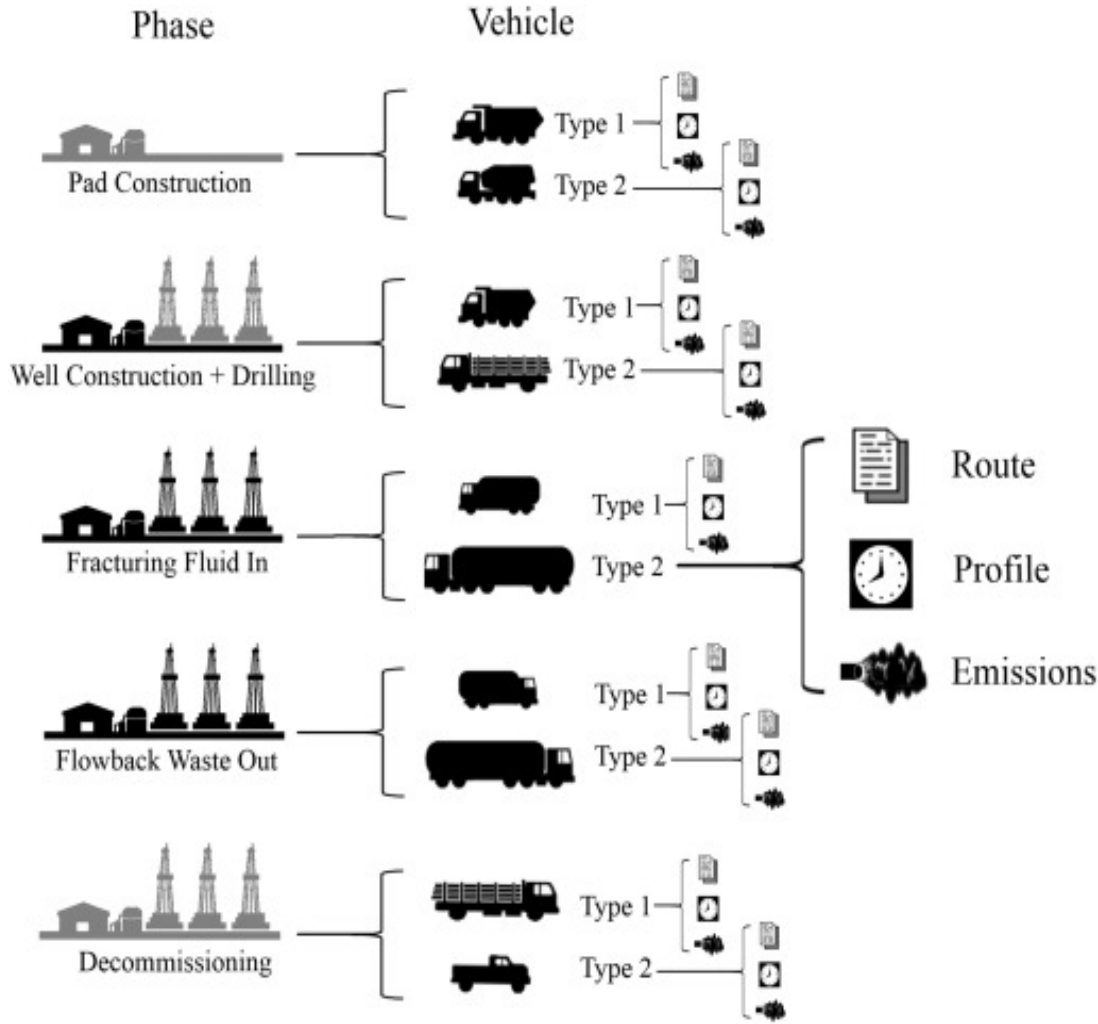 Phase
Vehicle
Type 1
Pad Construction
Type 2
Type 1
Well Construction + Drilling
Type 2
Route
Type 1
Fracturing Fluid In
Type 2
Profile
Emissions
Type 1
Flowback Waste Out
Type 2
Type 1
Decommissioning
Type 2